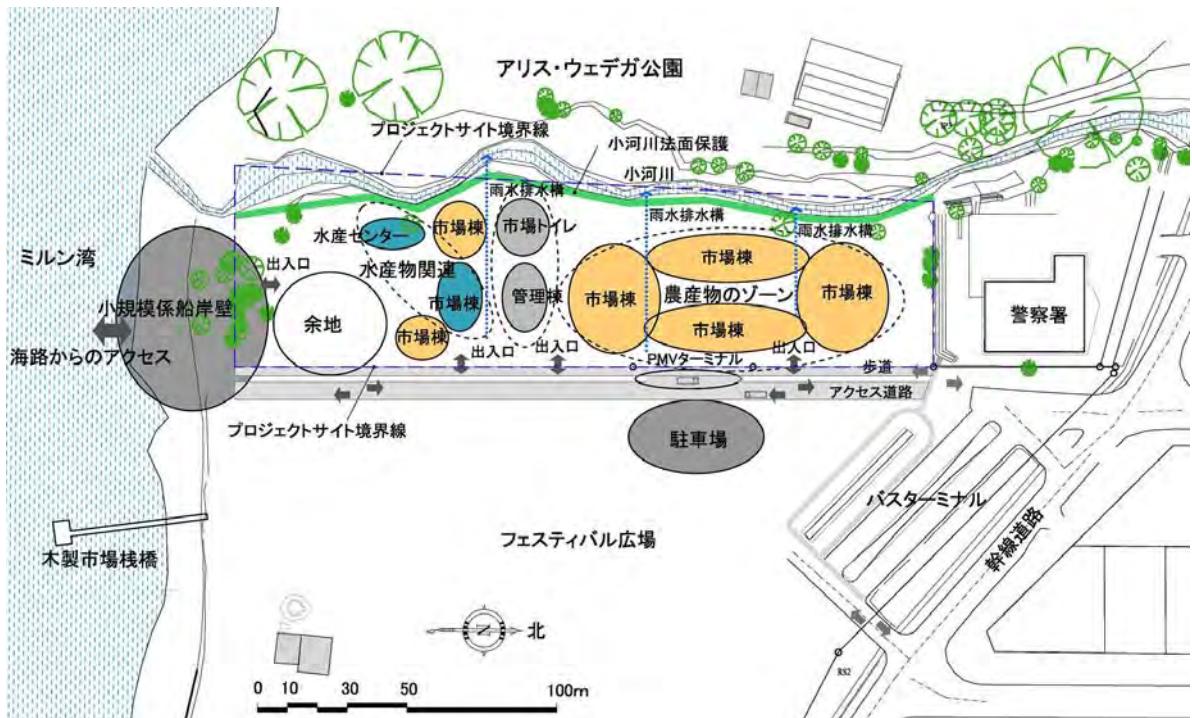 アリス・ウェデガ公園
プロジェクトサイト境界線
小河川法面保護
小河川
雨水排水構
雨水排水構
雨水排水構
水産センター
市場棟
市場トイレ
水産物関連
市場棟
市場棟
管理棟
市場棟
市場棟
農産物のゾーン
市場棟
市場棟
ミルン湾
出入口
小規模係船岸壁
余地
海路からのアクセス
出入口
出入口
出入口
PMVターミナル
歩道
アクセス道路
警察署
プロジェクトサイト境界線
駐車場
バスターミナル
幹線道路
フェスティバル広場
木製市場桟橋
N
北
0 10 30 50 100m
RS2